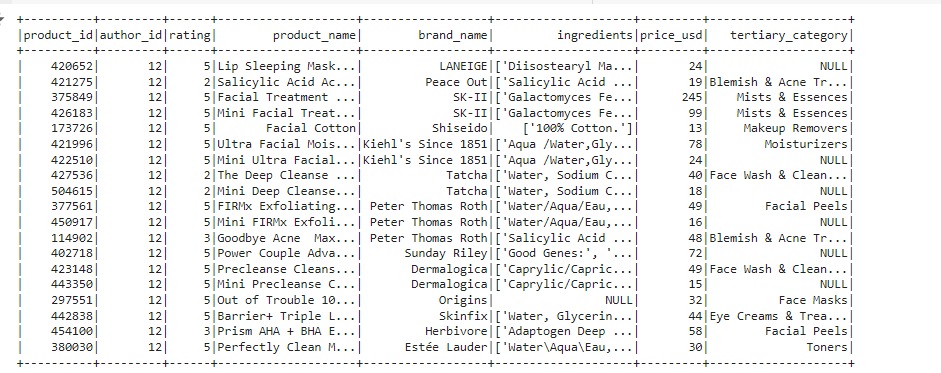 +----------+---------+------+--------------------+------------------+--------------------+---------+--------------------+
|product_id|author_id|rating|        product_name|        brand_name|         ingredients|price_usd|   tertiary_category|
+----------+---------+------+--------------------+------------------+--------------------+---------+--------------------+
|    420652|       12|     5|Lip Sleeping Mask...|           LANEIGE|['Diisostearyl Ma...|       24|                NULL|
|    421275|       12|     2|Salicylic Acid Ac...|         Peace Out|['Salicylic Acid ...|       19|Blemish & Acne Tr...|
|    375849|       12|     5|Facial Treatment ...|             SK-II|['Galactomyces Fe...|      245|    Mists & Essences|
|    426183|       12|     5|Mini Facial Treat...|             SK-II|['Galactomyces Fe...|       99|    Mists & Essences|
|    173726|       12|     5|       Facial Cotton|          Shiseido|    ['100% Cotton.']|       13|     Makeup Removers|
|    421996|       12|     5|Ultra Facial Mois...|Kiehl's Since 1851|['Aqua /Water,Gly...|       78|        Moisturizers|
|    422510|       12|     5|Mini Ultra Facial...|Kiehl's Since 1851|['Aqua /Water,Gly...|       24|                NULL|
|    427536|       12|     2|The Deep Cleanse ...|            Tatcha|['Water, Sodium C...|       40|Face Wash & Clean...|
|    504615|       12|     2|Mini Deep Cleanse...|            Tatcha|['Water, Sodium C...|       18|                NULL|
|    377561|       12|     5|FIRMx Exfoliating...| Peter Thomas Roth|['Water/Aqua/Eau,...|       49|        Facial Peels|
|    450917|       12|     5|Mini FIRMx Exfoli...| Peter Thomas Roth|['Water/Aqua/Eau,...|       16|                NULL|
|    114902|       12|     3|Goodbye Acne  Max...| Peter Thomas Roth|['Salicylic Acid ...|       48|Blemish & Acne Tr...|
|    402718|       12|     5|Power Couple Adva...|      Sunday Riley|['Good Genes:', '...|       72|                NULL|
|    423148|       12|     5|Precleanse Cleans...|       Dermalogica|['Caprylic/Capric...|       49|Face Wash & Clean...|
|    443350|       12|     5|Mini Precleanse C...|       Dermalogica|['Caprylic/Capric...|       15|                NULL|
|    297551|       12|     5|Out of Trouble 10...|           Origins|                NULL|       32|          Face Masks|
|    442838|       12|     5|Barrier+ Triple L...|           Skinfix|['Water, Glycerin...|       44|Eye Creams & Trea...|
|    454100|       12|     3|Prism AHA + BHA E...|         Herbivore|['Adaptogen Deep ...|       58|        Facial Peels|
|    380030|       12|     5|Perfectly Clean M...|      Estée Lauder|['Water\Aqua\Eau,...|       30|              Toners|
+----------+---------+------+--------------------+------------------+--------------------+---------+--------------------+